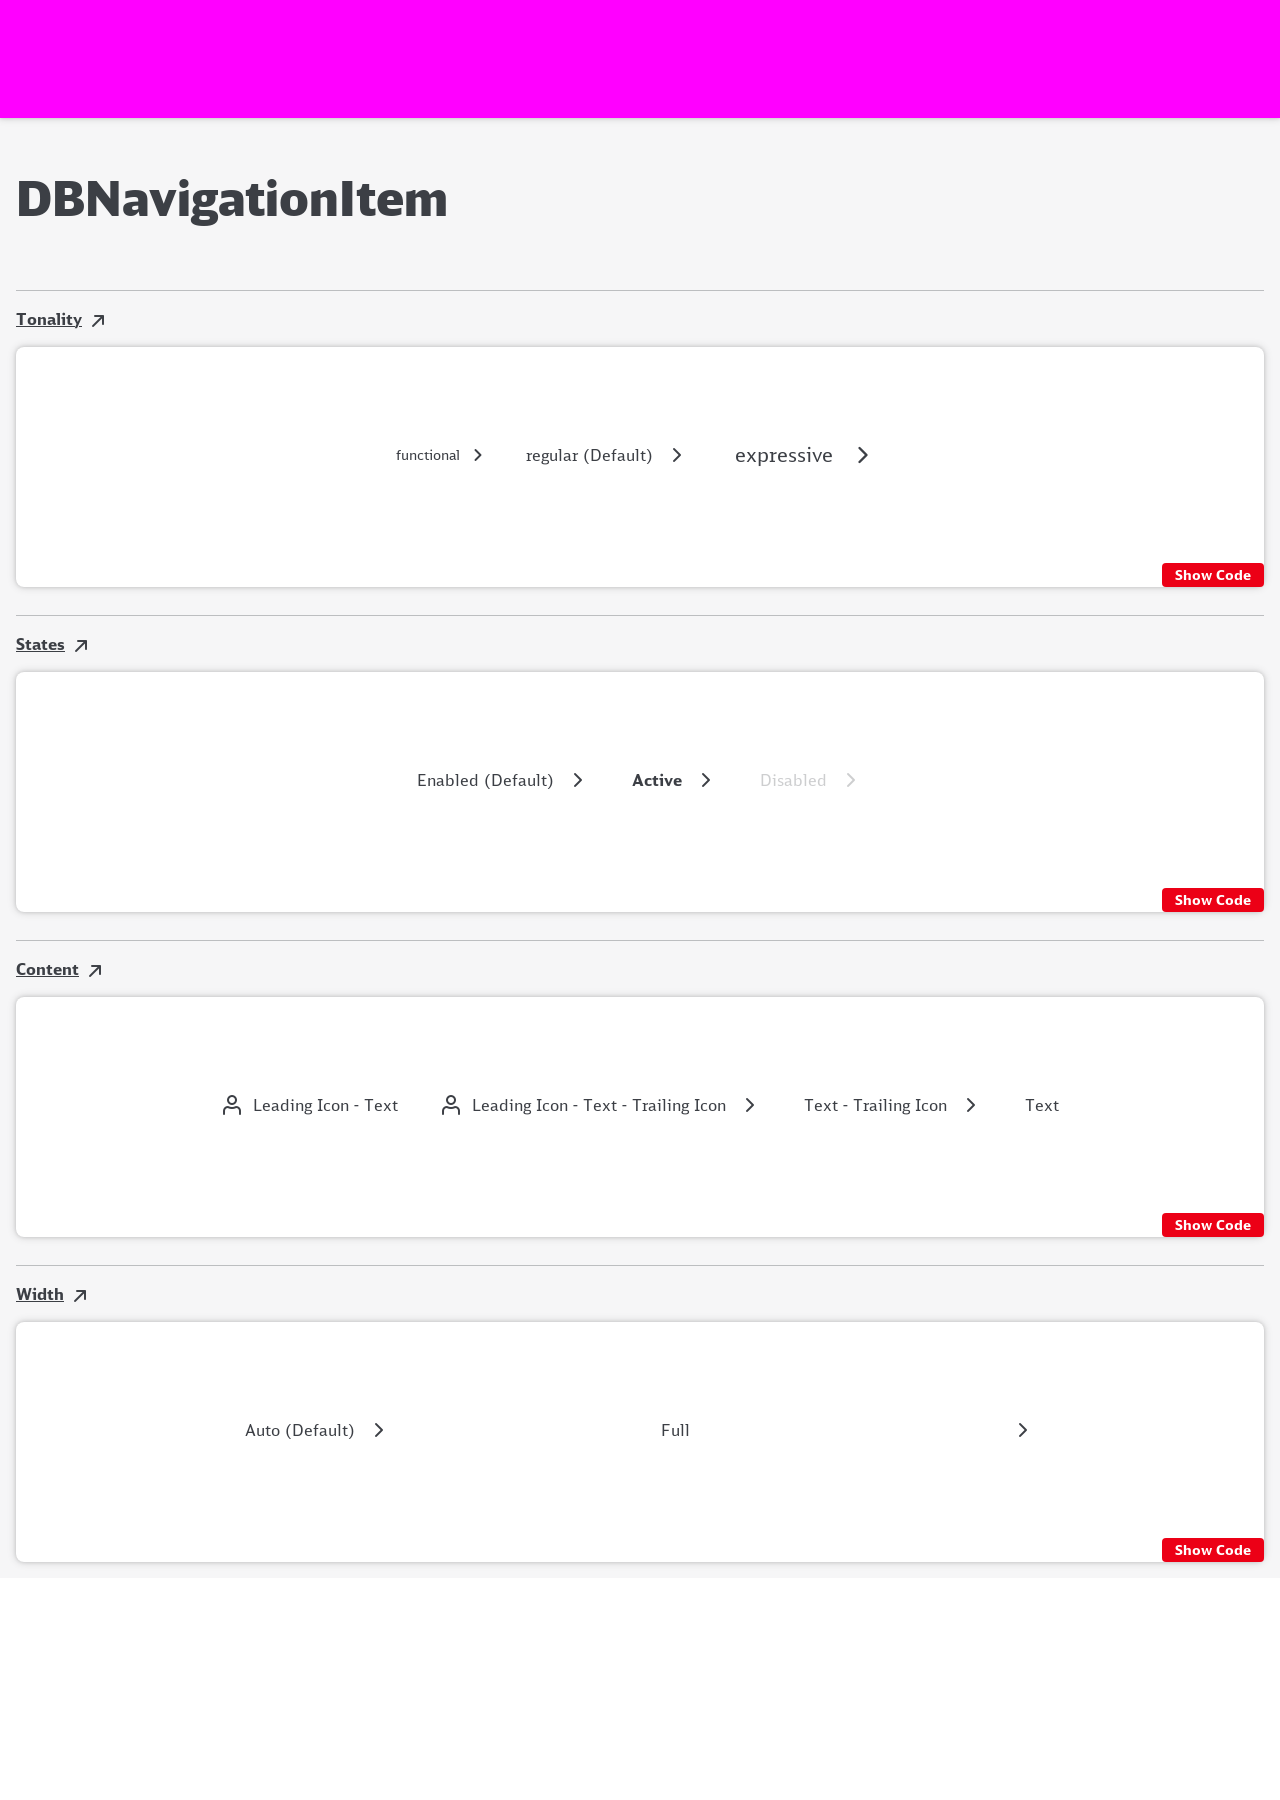 DBNavigationItem
Tonality
functional regular (Default) expressive
Show Code
States
Enabled (Default) Active Disabled
Show Code
Content
Leading Icon - Text Leading Icon - Text - Trailing Icon Text - Trailing Icon Text
Show Code
Width
Auto (Default) Full
Show Code